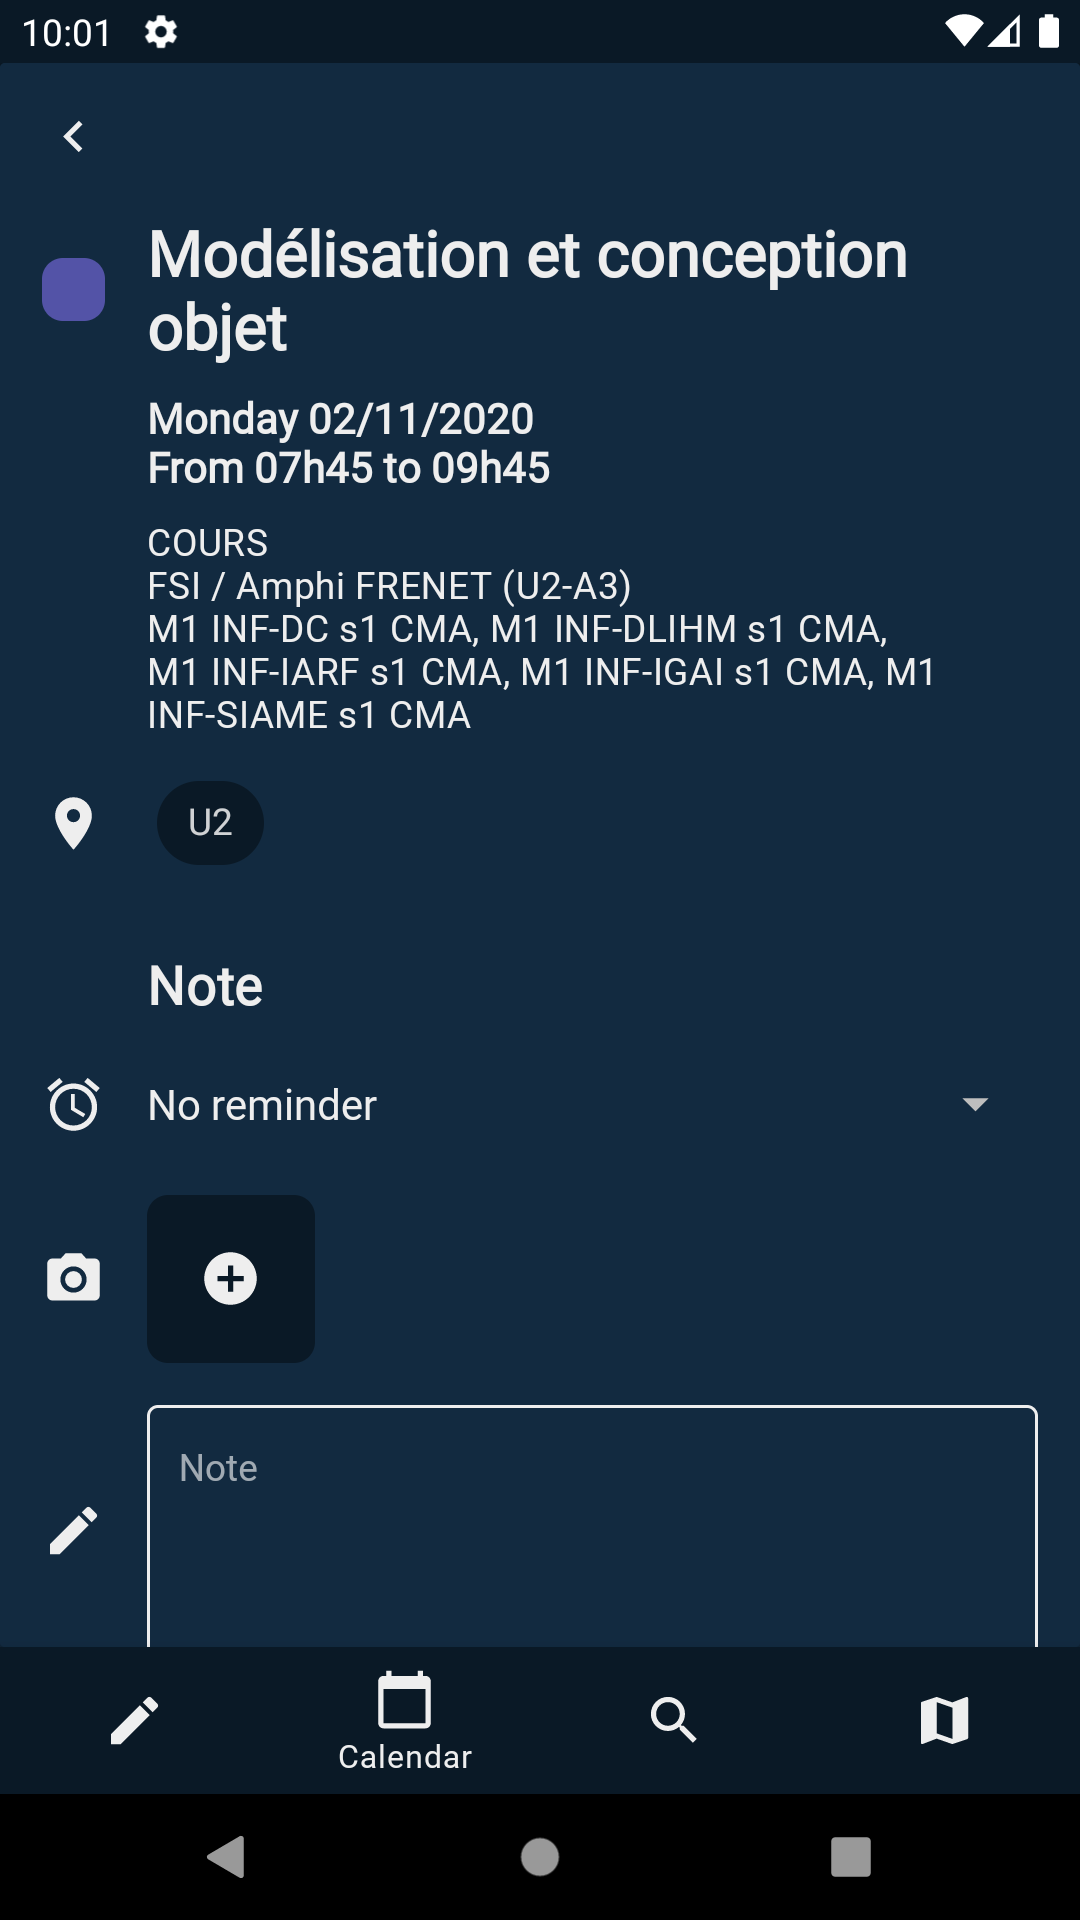 10:01
Modélisation et conception
objet
Monday 02/11/2020
From 07h45 to 09h45
COURS
FSI / Amphi FRENET (U2-A3)
M1 INF-DC s1 CMA, M1 INF-DLIHM s1 CMA,
M1 INF-IARF s1 CMA, M1 INF-IGAI s1 CMA, M1
INF-SIAME s1 CMA
U2
Note
No reminder
Note
Calendar